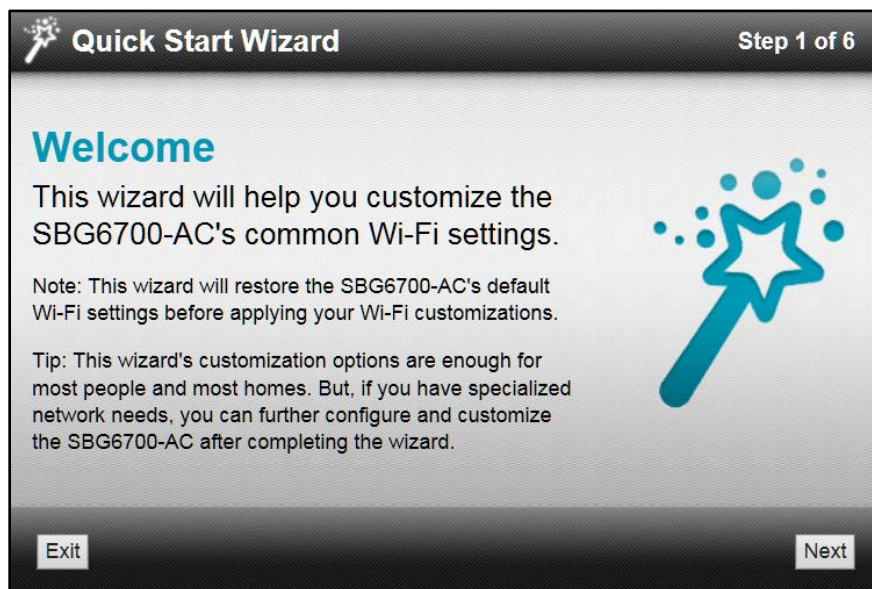 Quick Start Wizard
Step 1 of 6
Welcome
This wizard will help you customize the
SBG6700-AC's common Wi-Fi settings.
Note: This wizard will restore the SBG6700-AC's default
Wi-Fi settings before applying your Wi-Fi customizations.
Tip: This wizard's customization options are enough for
most people and most homes. But, if you have specialized
network needs, you can further configure and customize
the SBG6700-AC after completing the wizard.
Exit
Next